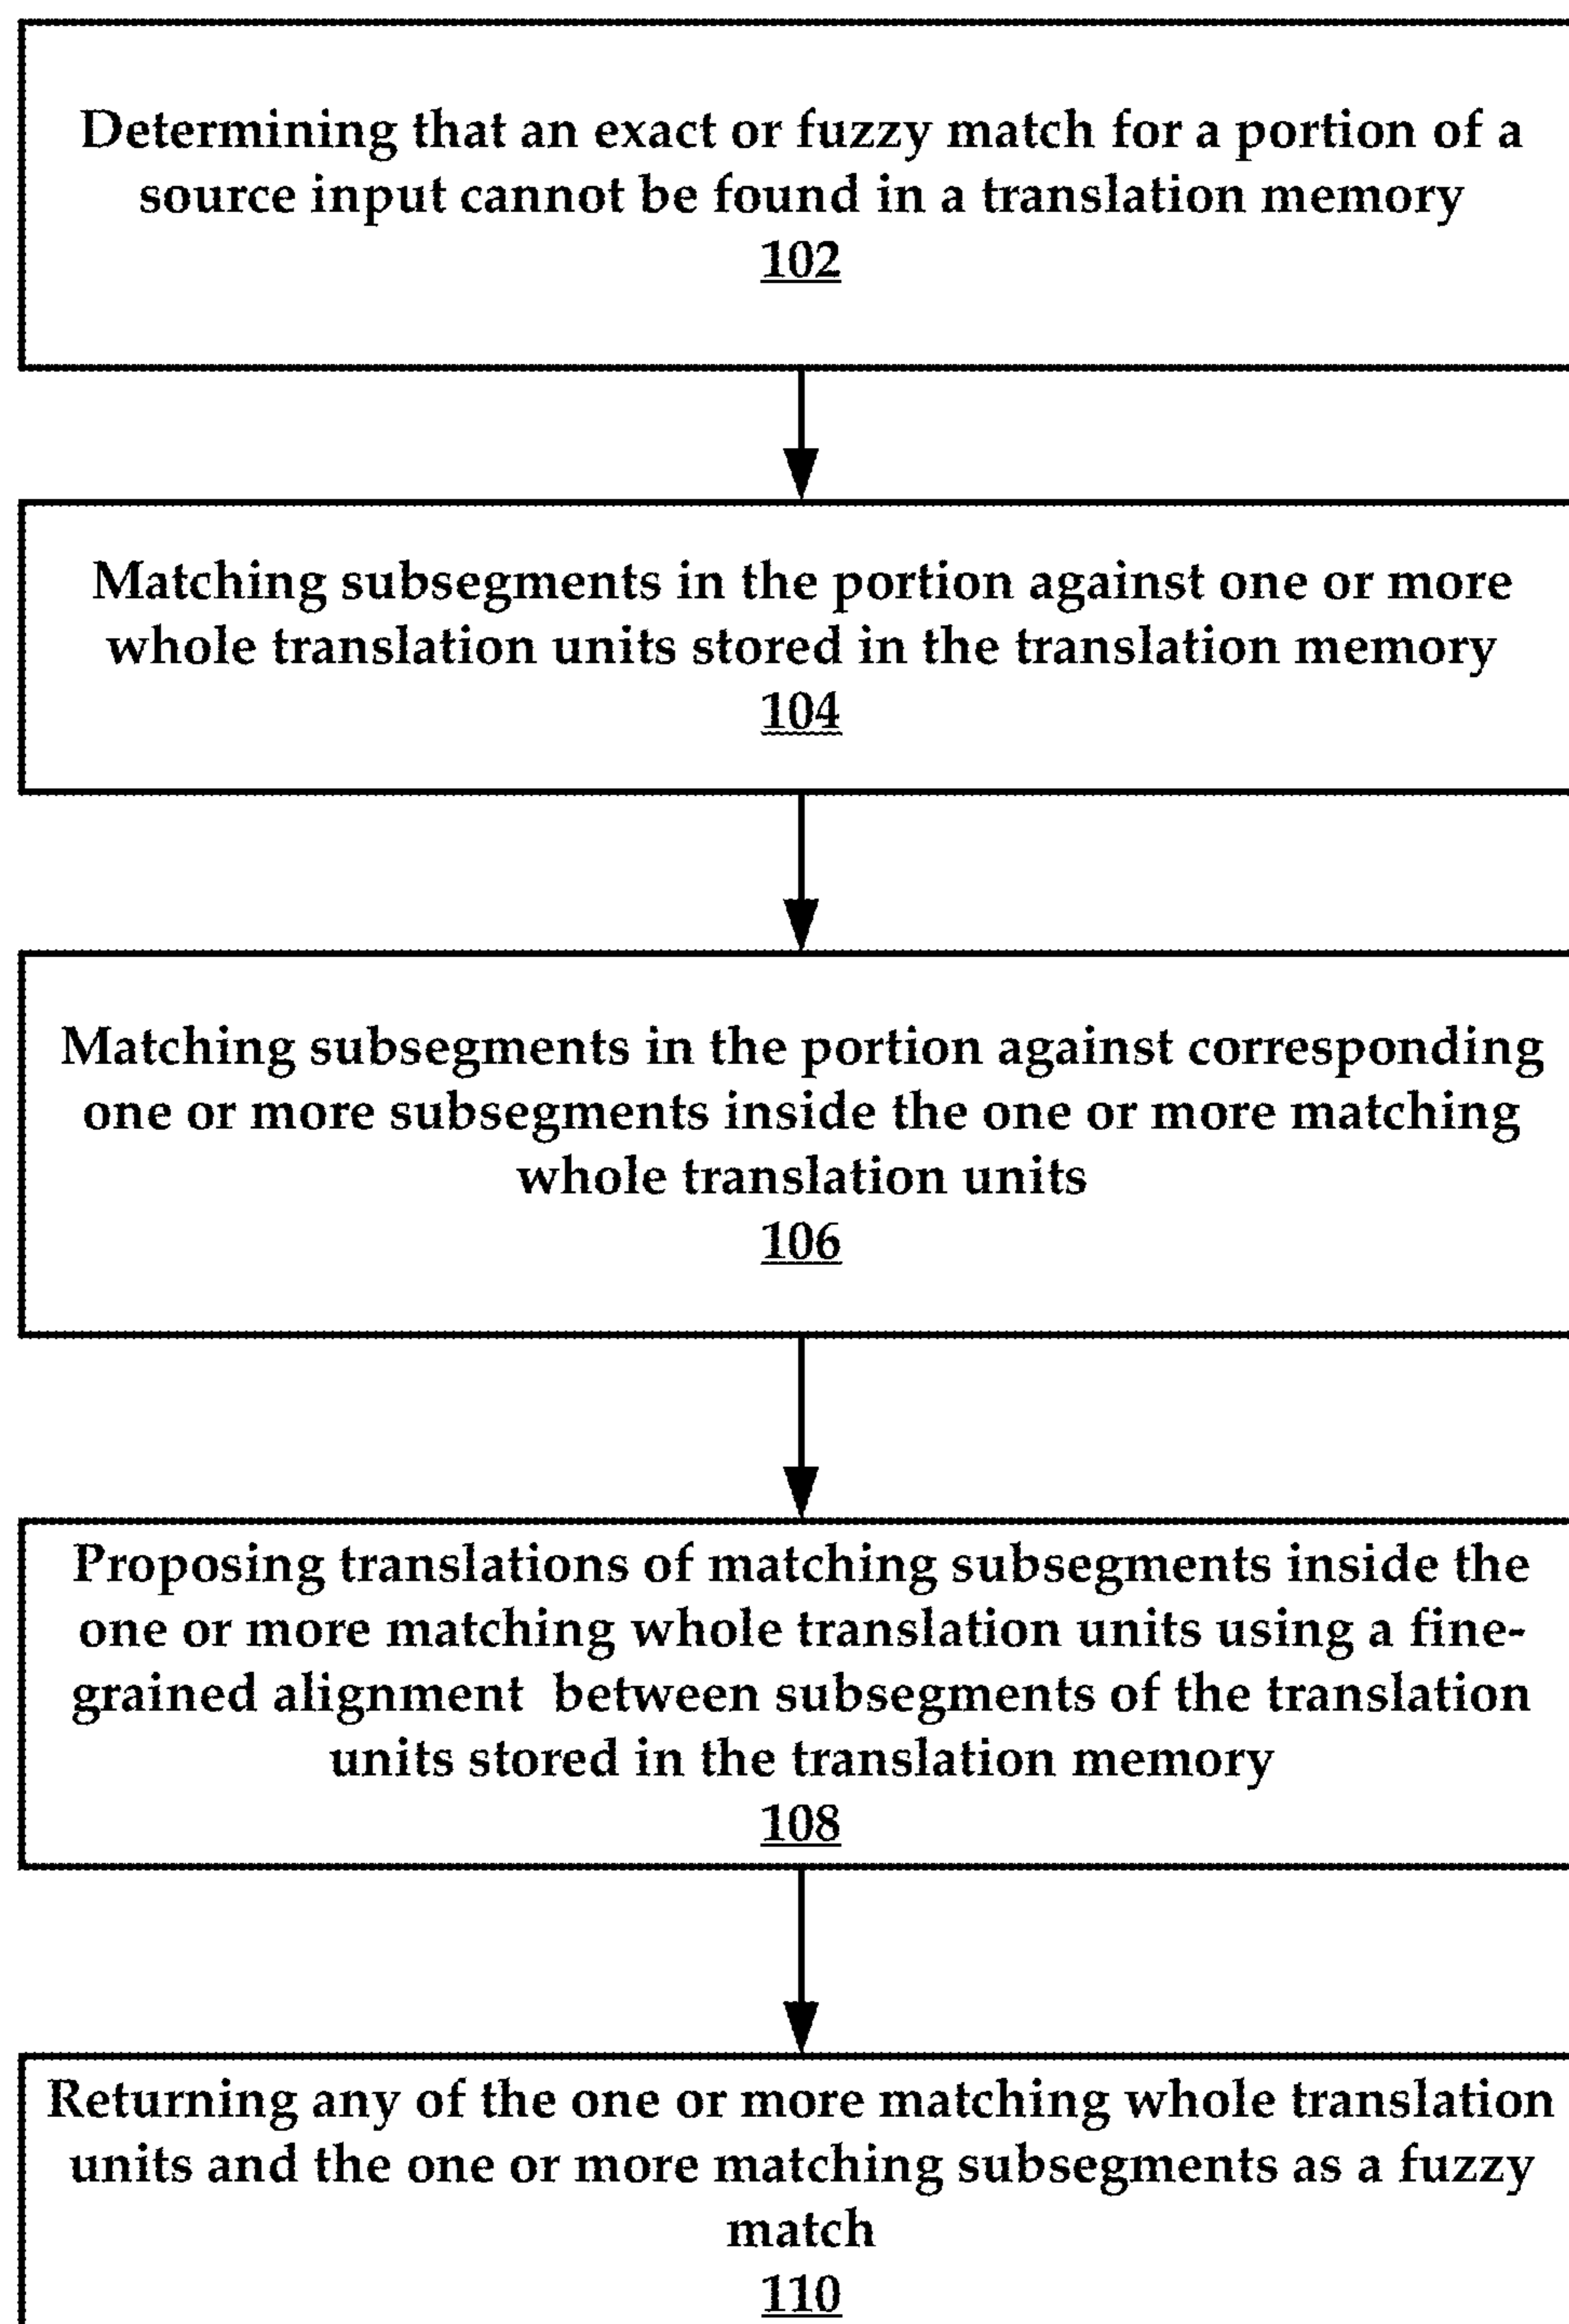 Determining that an exact or fuzzy match for a portion of a
source input cannot be found in a translation memory
102
Matching subsegments in the portion against one or more
whole translation units stored in the translation memory
104
Matching subsegments in the portion against corresponding
one or more subsegments inside the one or more matching
whole translation units
106
Proposing translations of matching subsegments inside the
one or more matching whole translation units using a fine-
grained alignment  between subsegments of the translation
units stored in the translation memory
108
Returning any of the one or more matching whole translation
units and the one or more matching subsegments as a fuzzy
match
110